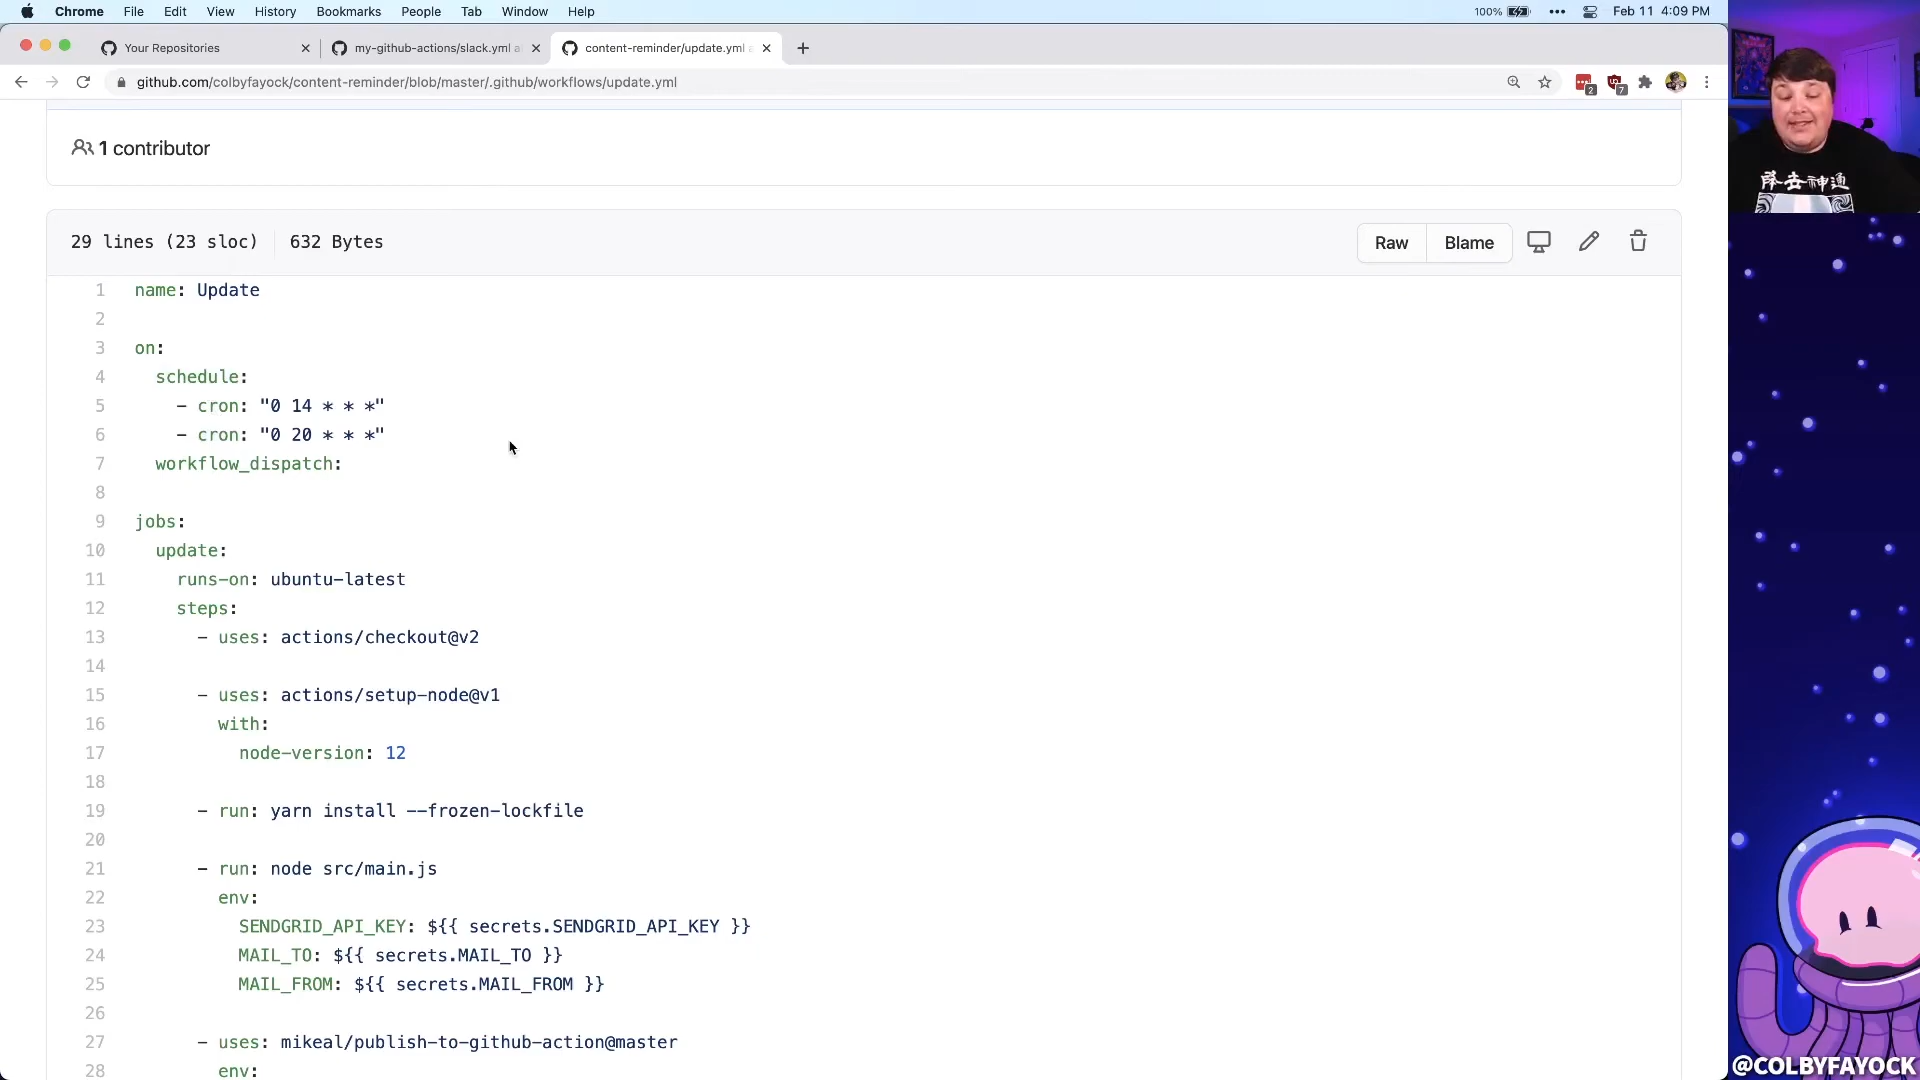 Chrome File Edit View History Bookmarks People Tab Window Help 100% Feb 11 4:09 PM
Your Repositories my-github-actions/slack.yml a content-reminder/update.yml a
github.com/colbyfayock/content-reminder/blob/master/.github/workflows/update.yml 2 7
1 contributor
29 lines (23 sloc) 632 Bytes Raw Blame
1 name: Update
2
3 on:
4 schedule:
5 - cron: "0 14 * * *"
6 - cron: "0 20 * * *"
7 workflow_dispatch:
8
9 jobs:
10 update:
11 runs-on: ubuntu-latest
12 steps:
13 - uses: actions/checkout@v2
14
15 - uses: actions/setup-node@v1
16 with:
17 node-version: 12
18
19 - run: yarn install --frozen-lockfile
20
21 - run: node src/main.js
22 env:
23 SENDGRID_API_KEY: ${{ secrets.SENDGRID_API_KEY }}
24 MAIL_TO: ${{ secrets.MAIL_TO }}
25 MAIL_FROM: ${{ secrets.MAIL_FROM }}
26
27 - uses: mikeal/publish-to-github-action@master
28 env:
@COLBYFAYOCK